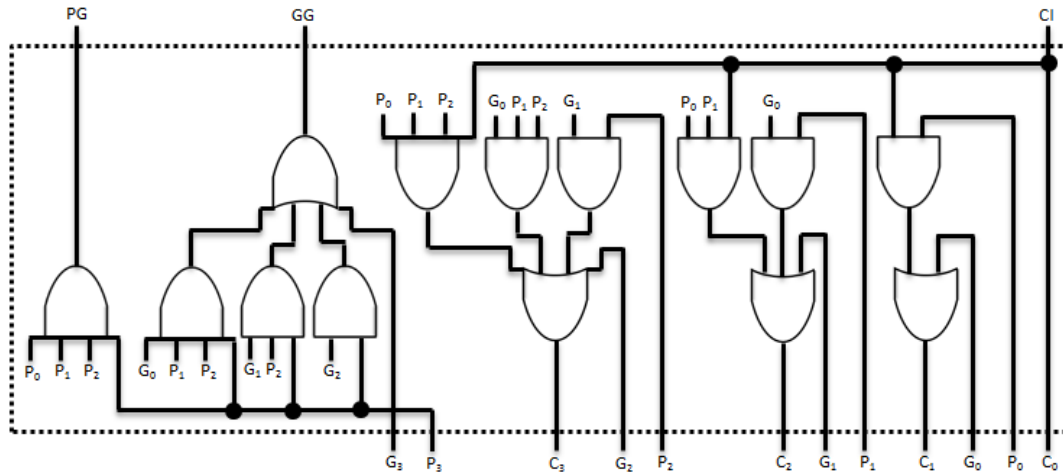 PG GG CI
P₀ P₁ P₂ G₀ P₁ P₂ G₁ P₀ P₁ G₀
P₀ P₁ P₂ G₀ P₁ P₂ G₁ P₂ G₂
G₃ P₃ C₃ G₂ P₂ C₂ G₁ P₁ C₁ G₀ P₀ C₀